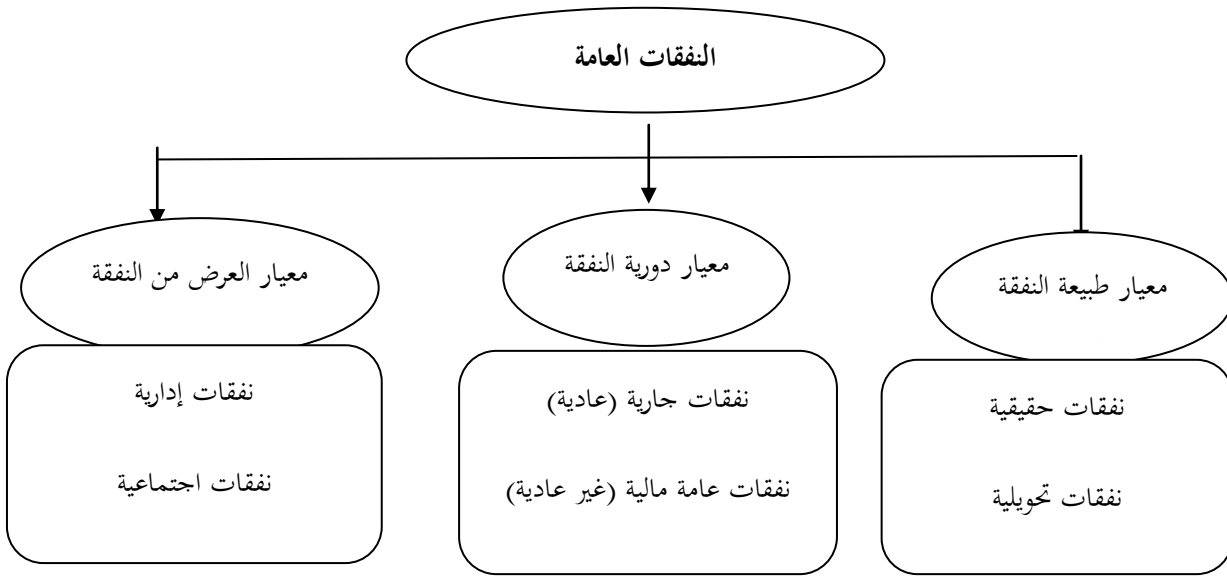 النفقات العامة
معيار طبيعة النفقة
معيار دورية النفقة
معيار العرض من النفقة
نفقات حقيقية
نفقات تحويلية
نفقات جارية (عادية)
نفقات عامة مالية (غير عادية)
نفقات إدارية
نفقات اجتماعية